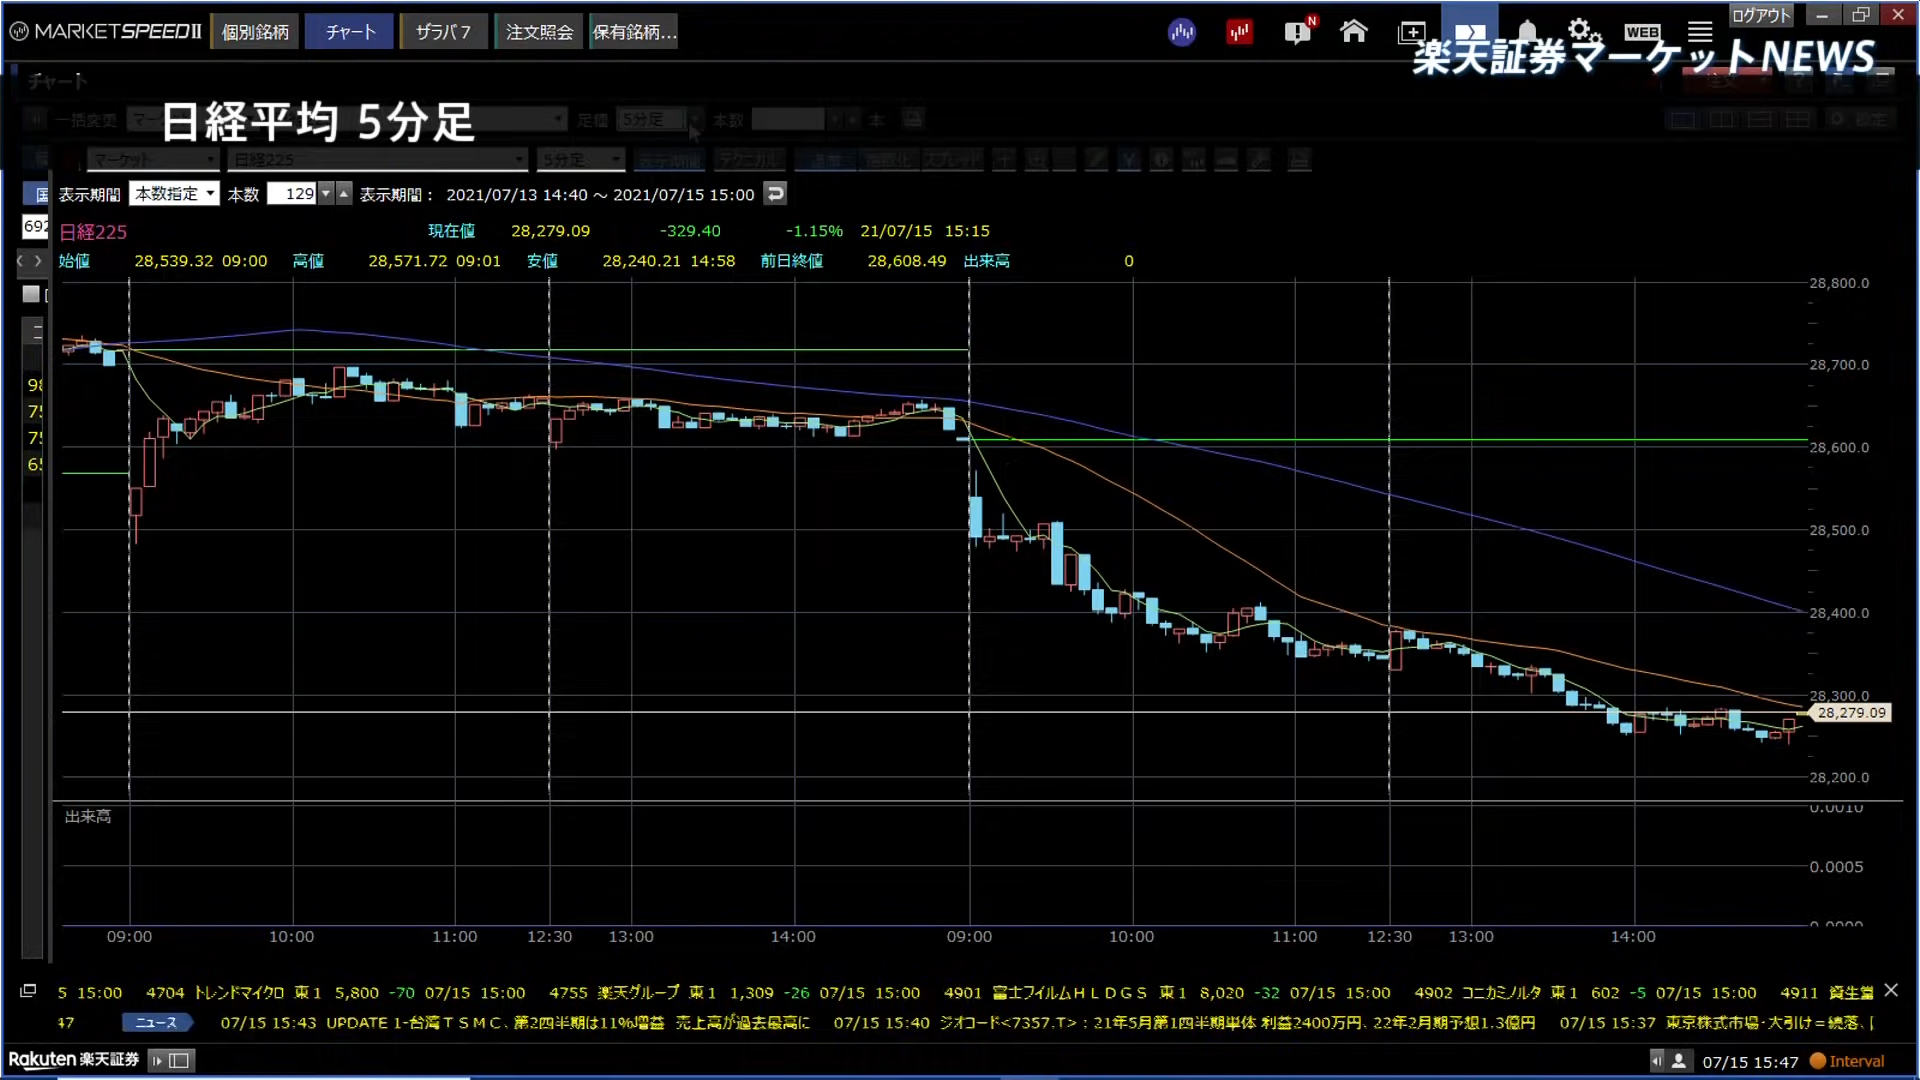 MARKETSPEEDⅡ 個別銘柄 チャート ザラバ7 注文照会 保有銘柄... N WEB ログアウト
楽天証券マーケットNEWS
チャート 注文
日経平均 5分足
一括変更 足種 5分足 本数 本 設定
マーケット 日経225 5分足 表示期間 テクニカル
国 表示期間 本数指定 本数 129 表示期間： 2021/07/13 14:40 ～ 2021/07/15 15:00
692 日経225 現在値 28,279.09 -329.40 -1.15% 21/07/15 15:15
始値 28,539.32 09:00 高値 28,571.72 09:01 安値 28,240.21 14:58 前日終値 28,608.49 出来高 0
28,800.0
28,700.0
28,600.0
28,500.0
28,400.0
28,300.0
28,279.09
28,200.0
出来高 0.0010
0.0005
0.0000
09:00 10:00 11:00 12:30 13:00 14:00 09:00 10:00 11:00 12:30 13:00 14:00
5 15:00 4704 トレンドマイクロ 東1 5,800 -70 07/15 15:00 4755 楽天グループ 東1 1,309 -26 07/15 15:00 4901 富士フイルムＨＬＤＧＳ 東1 8,020 -32 07/15 15:00 4902 コニカミノルタ 東1 602 -5 07/15 15:00 4911 資生堂
47 ニュース 07/15 15:43 UPDATE 1-台湾ＴＳＭＣ、第2四半期は11%増益 売上高が過去最高に 07/15 15:40 ジオコード<7357.T>：21年5月第1四半期単体 利益2400万円、22年2月期予想1.3億円 07/15 15:37 東京株式市場・大引け＝続落、
Rakuten 楽天証券 07/15 15:47 Interval